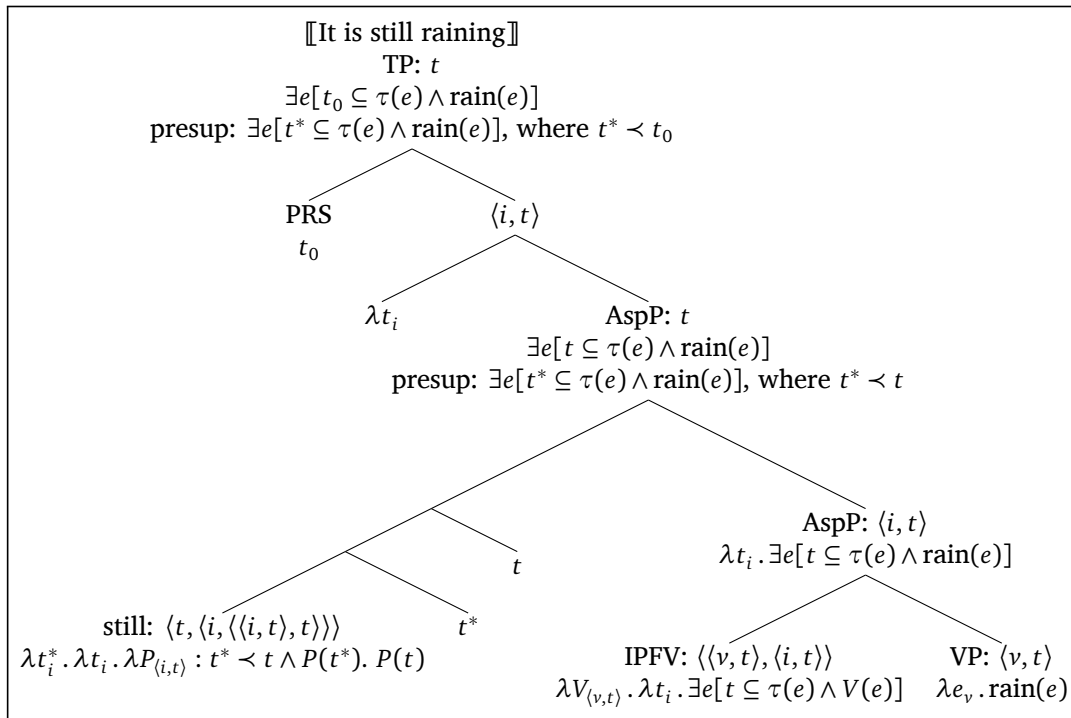 ⟦It is still raining⟧
TP: t
∃e[t₀ ⊆ τ(e) ∧ rain(e)]
presup: ∃e[t* ⊆ τ(e) ∧ rain(e)], where t* ≺ t₀
PRS ⟨i, t⟩
t₀
λtᵢ AspP: t
∃e[t ⊆ τ(e) ∧ rain(e)]
presup: ∃e[t* ⊆ τ(e) ∧ rain(e)], where t* ≺ t
AspP: ⟨i, t⟩
t λtᵢ . ∃e[t ⊆ τ(e) ∧ rain(e)]
still: ⟨t, ⟨i, ⟨⟨i, t⟩, t⟩⟩⟩ t* IPFV: ⟨⟨v, t⟩, ⟨i, t⟩⟩ VP: ⟨v, t⟩
λt*ᵢ . λtᵢ . λP⟨i,t⟩ : t* ≺ t ∧ P(t*). P(t) λV⟨v,t⟩ . λtᵢ . ∃e[t ⊆ τ(e) ∧ V(e)] λeᵥ . rain(e)